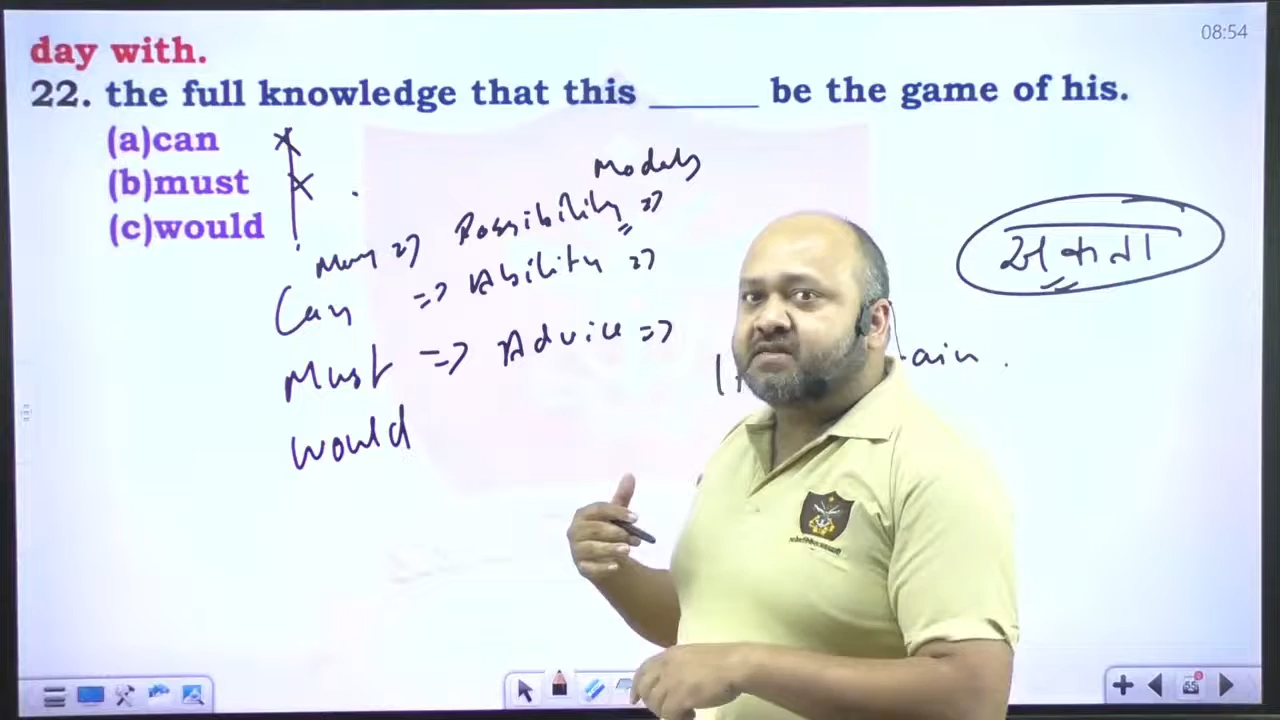 08:54
day with.
22. the full knowledge that this ______ be the game of his.
(a)can
(b)must
(c)would
Modals
May => Possibility =>
Can => Ability =>
Must => Advice =>
ain.
would